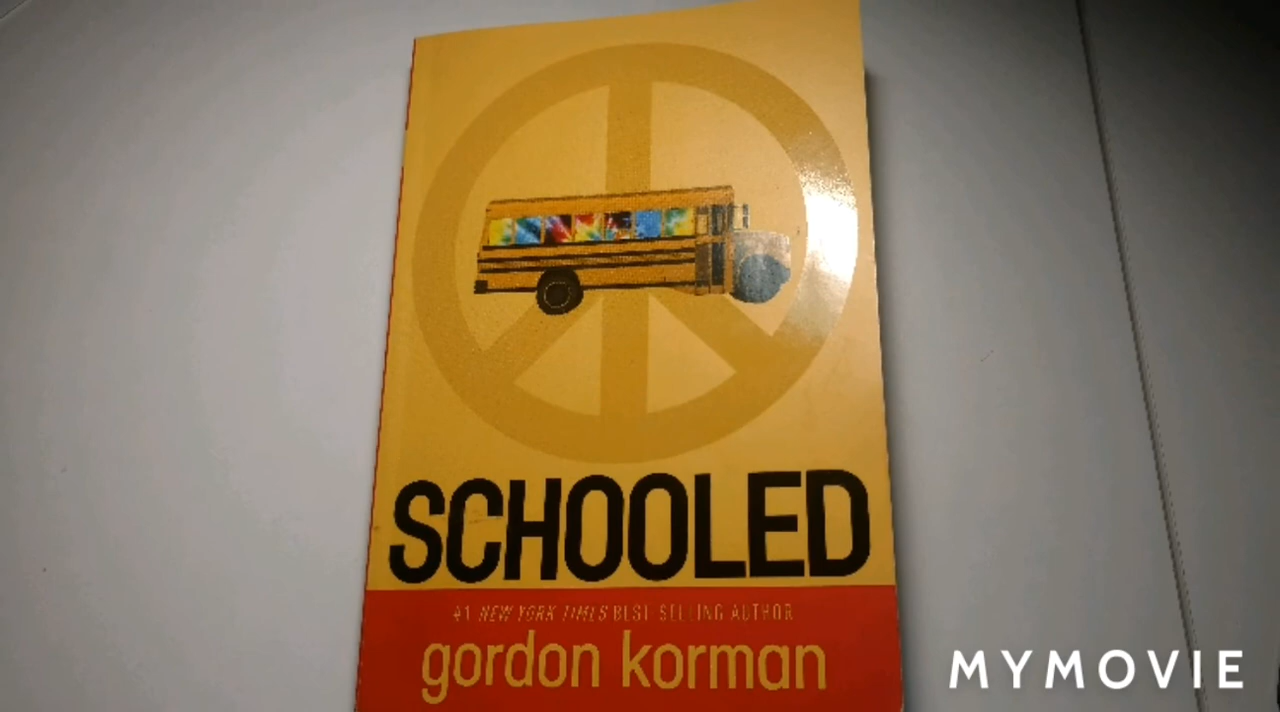 SCHOOLED
#1 NEW YORK TIMES BEST-SELLING AUTHOR
gordon korman
MYMOVIE